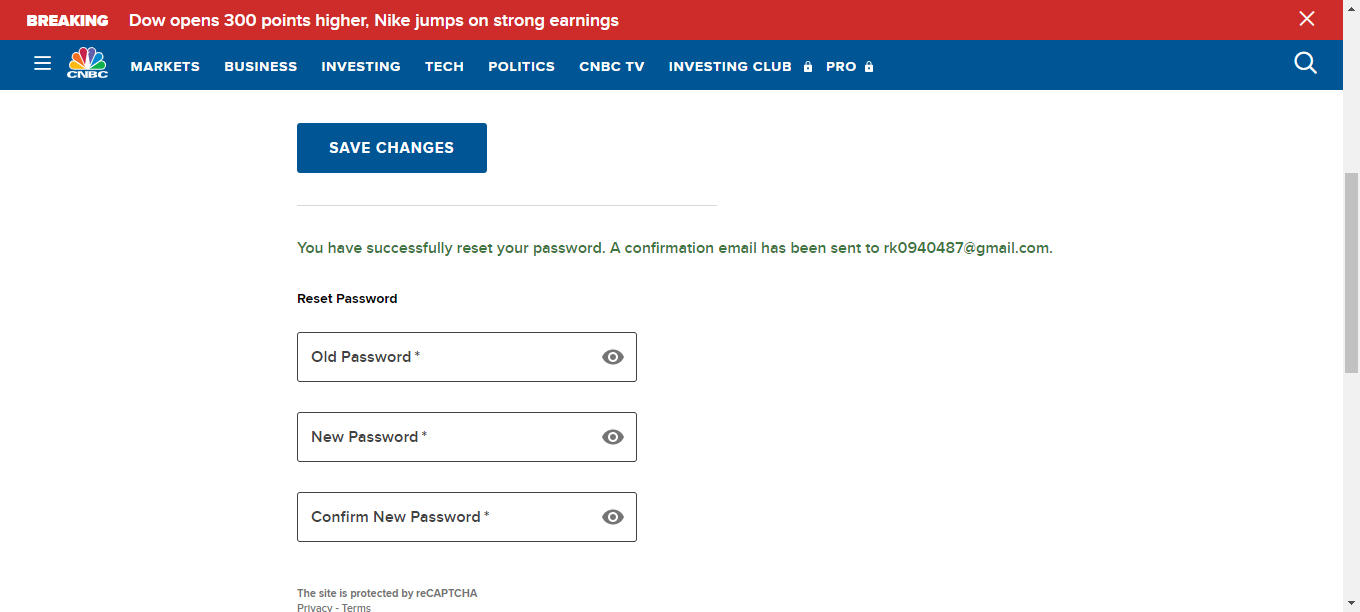 BREAKING Dow opens 300 points higher, Nike jumps on strong earnings
CNBC MARKETS BUSINESS INVESTING TECH POLITICS CNBC TV INVESTING CLUB PRO
SAVE CHANGES
You have successfully reset your password. A confirmation email has been sent to rk0940487@gmail.com.
Reset Password
Old Password *
New Password *
Confirm New Password *
The site is protected by reCAPTCHA
Privacy - Terms